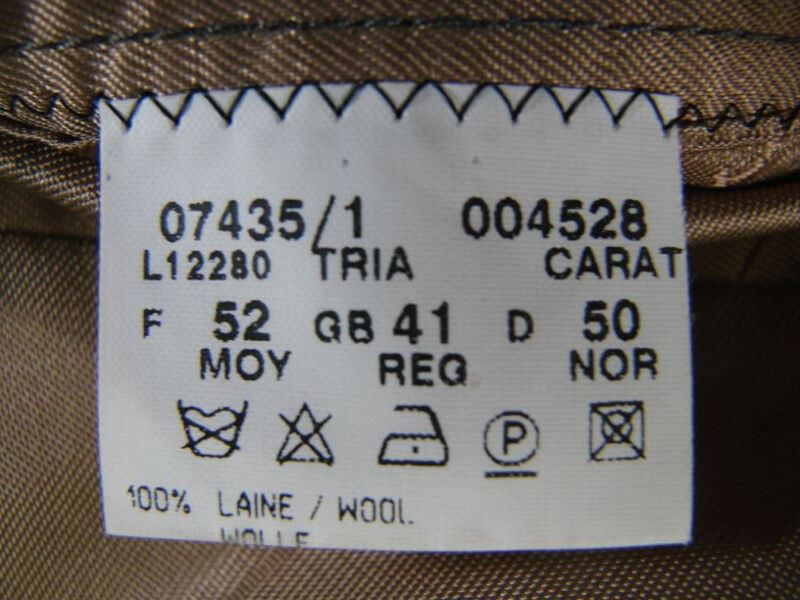 07435/1 004528
L12280 TRIA CARAT
F 52 GB 41 D 50
MOY REG NOR
P
100% LAINE / WOOL
WOLLE